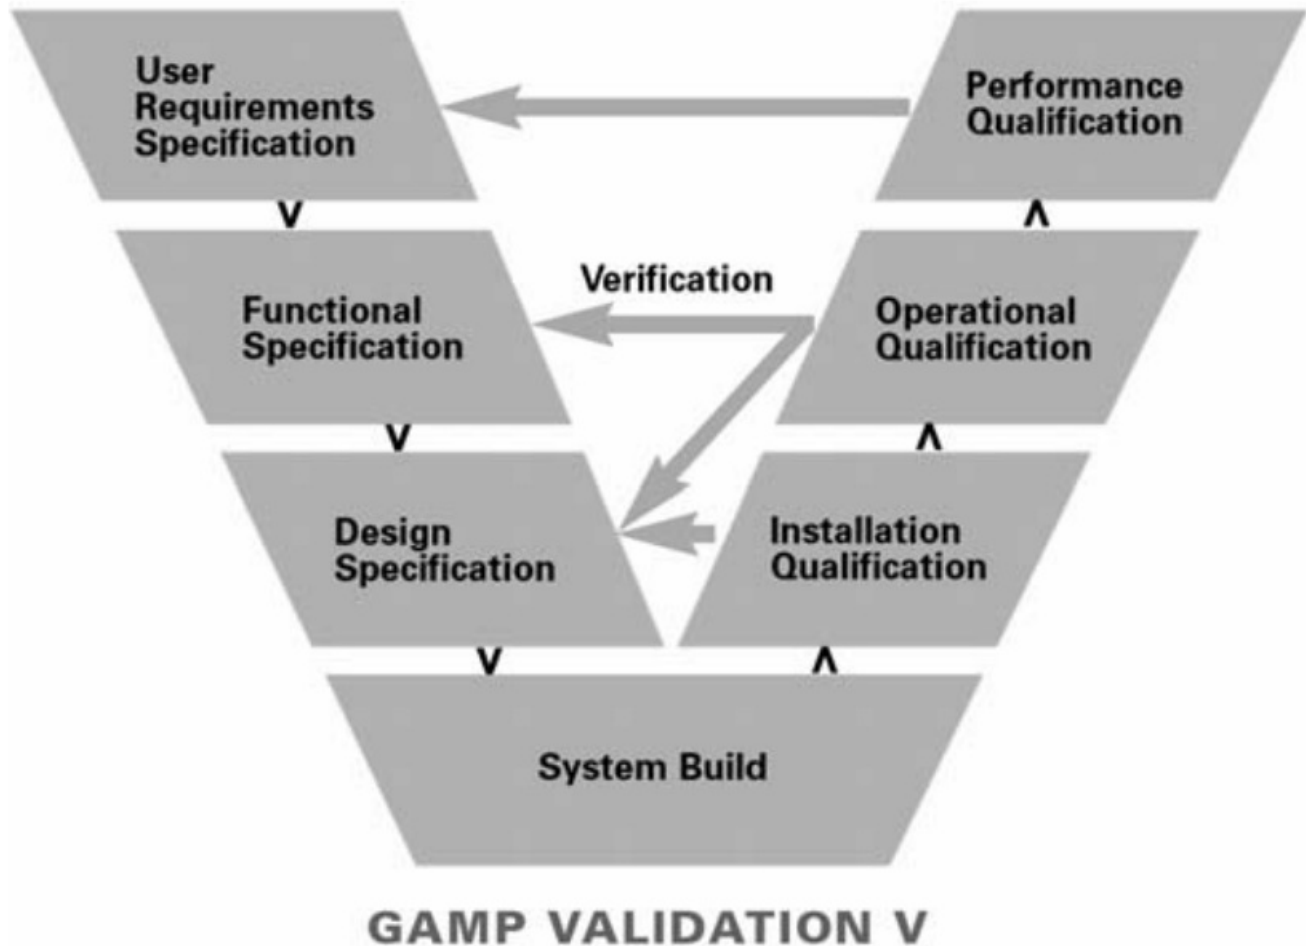 User
Requirements
Specification
Performance
Qualification
Verification
Functional
Specification
Operational
Qualification
Design
Specification
Installation
Qualification
System Build
GAMP VALIDATION V